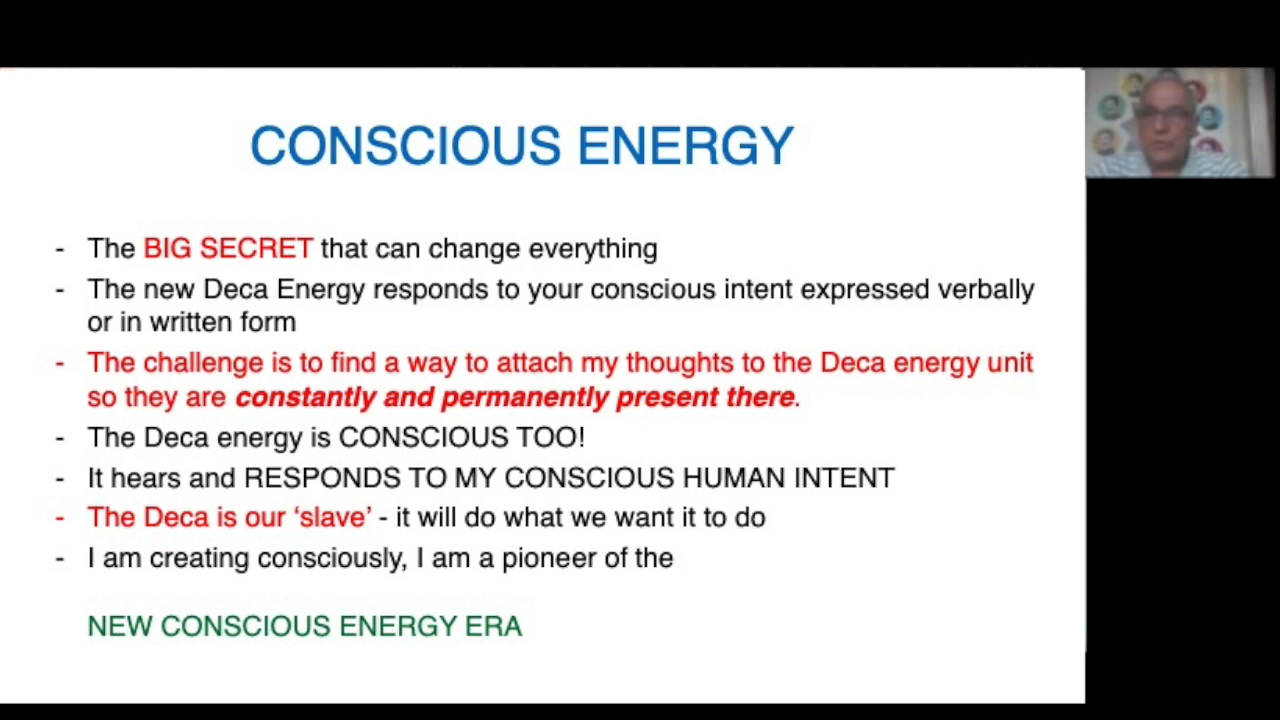 CONSCIOUS ENERGY
- The BIG SECRET that can change everything
- The new Deca Energy responds to your conscious intent expressed verbally
or in written form
- The challenge is to find a way to attach my thoughts to the Deca energy unit
so they are constantly and permanently present there.
- The Deca energy is CONSCIOUS TOO!
- It hears and RESPONDS TO MY CONSCIOUS HUMAN INTENT
- The Deca is our ‘slave’ - it will do what we want it to do
- I am creating consciously, I am a pioneer of the
NEW CONSCIOUS ENERGY ERA